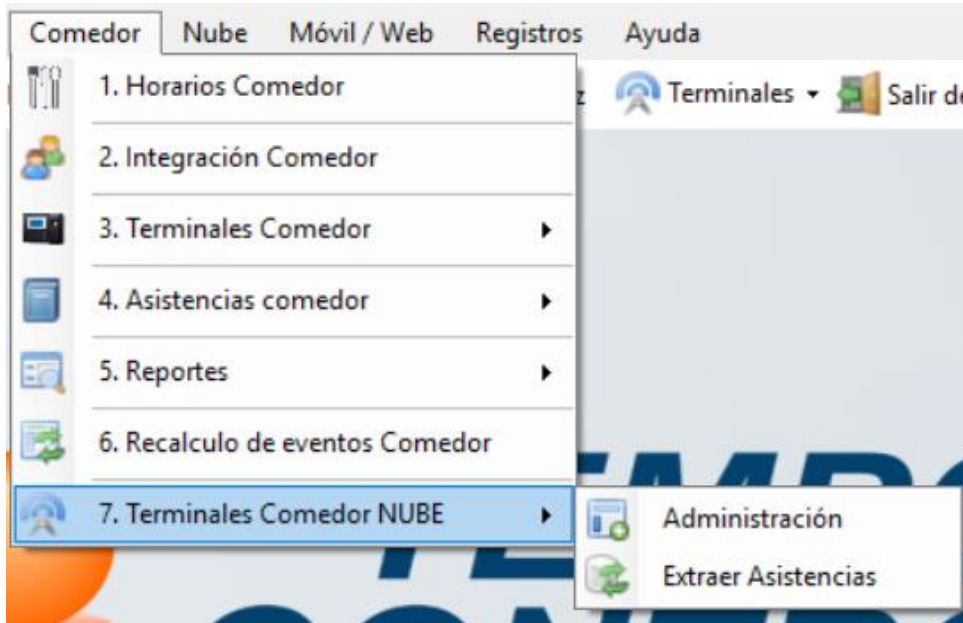 Comedor Nube Móvil / Web Registros Ayuda
Terminales Salir
1. Horarios Comedor
2. Integración Comedor
3. Terminales Comedor
4. Asistencias comedor
5. Reportes
6. Recalculo de eventos Comedor
7. Terminales Comedor NUBE
Administración
Extraer Asistencias